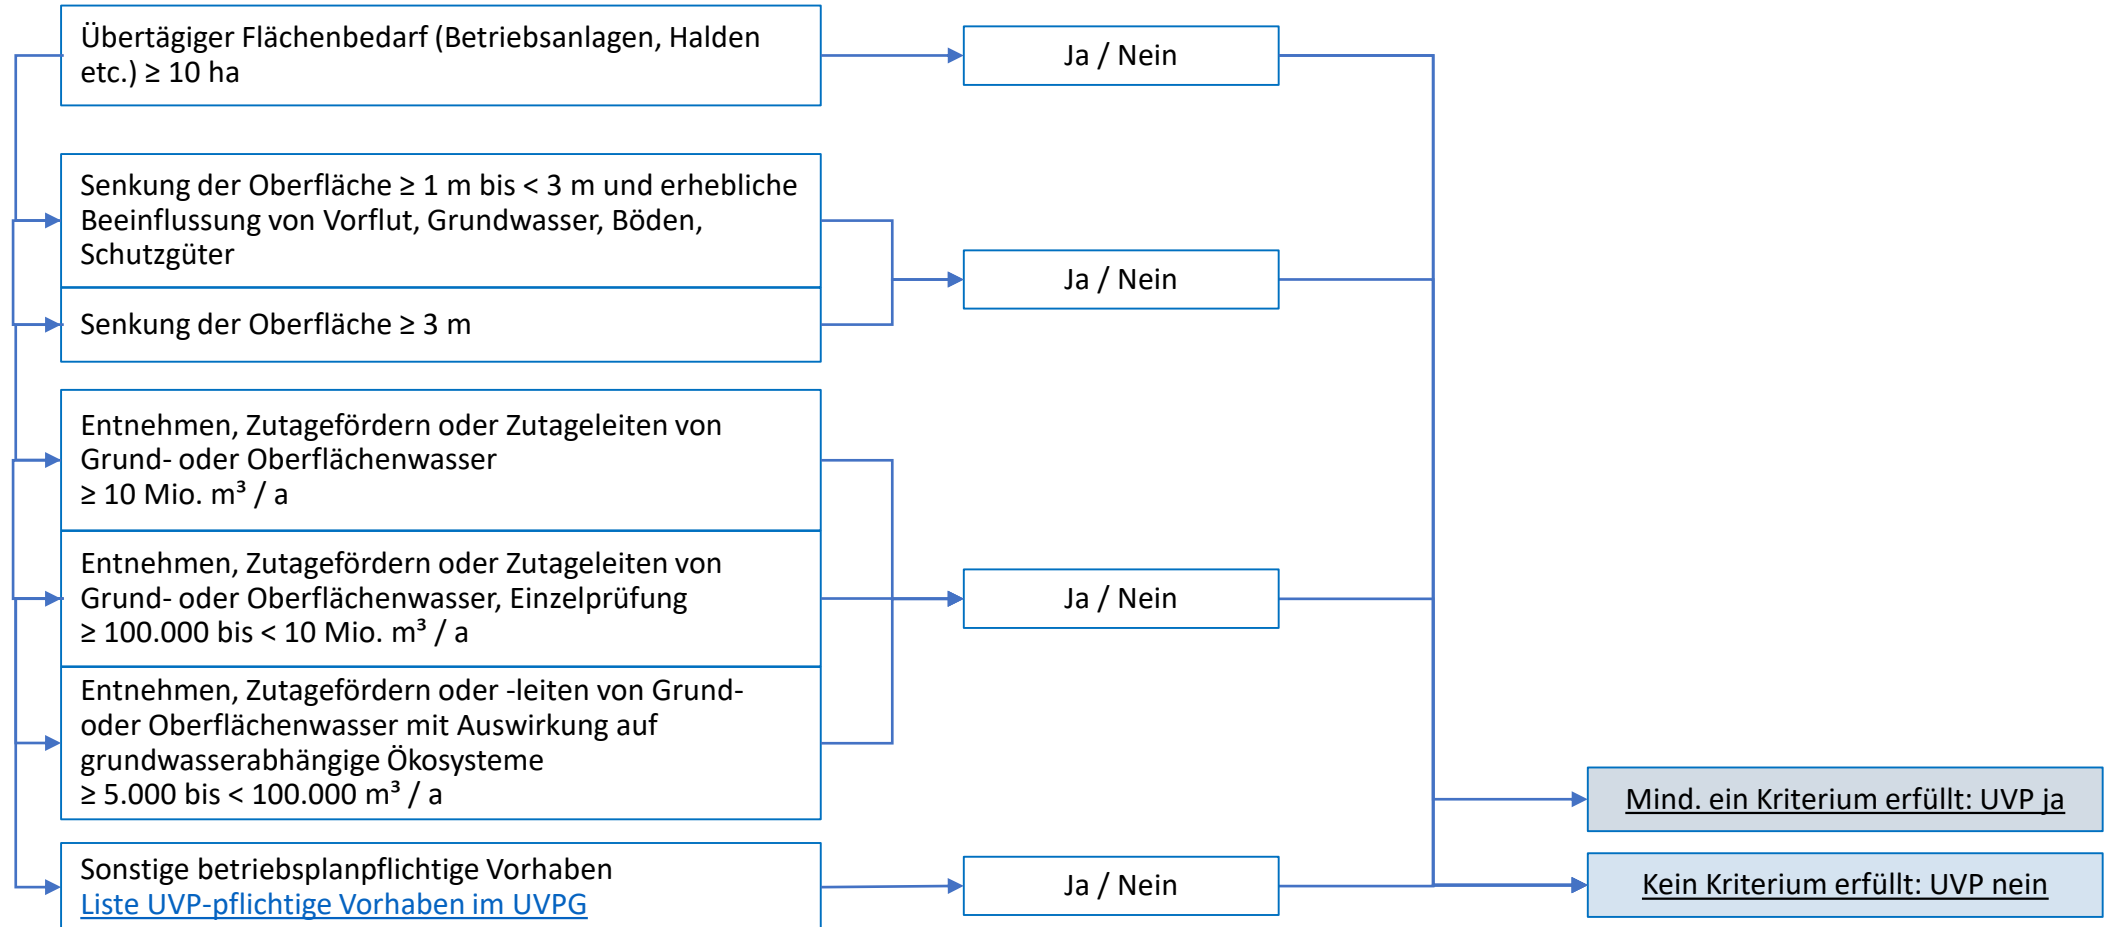 Übertägiger Flächenbedarf (Betriebsanlagen, Halden
etc.) ≥ 10 ha
Ja / Nein
Senkung der Oberfläche ≥ 1 m bis < 3 m und erhebliche
Beeinflussung von Vorflut, Grundwasser, Böden,
Schutzgüter
Senkung der Oberfläche ≥ 3 m
Ja / Nein
Entnehmen, Zutagefördern oder Zutageleiten von
Grund- oder Oberflächenwasser
≥ 10 Mio. m³ / a
Entnehmen, Zutagefördern oder Zutageleiten von
Grund- oder Oberflächenwasser, Einzelprüfung
≥ 100.000 bis < 10 Mio. m³ / a
Entnehmen, Zutagefördern oder -leiten von Grund-
oder Oberflächenwasser mit Auswirkung auf
grundwasserabhängige Ökosysteme
≥ 5.000 bis < 100.000 m³ / a
Ja / Nein
Sonstige betriebsplanpflichtige Vorhaben
Liste UVP-pflichtige Vorhaben im UVPG
Ja / Nein
Mind. ein Kriterium erfüllt: UVP ja
Kein Kriterium erfüllt: UVP nein